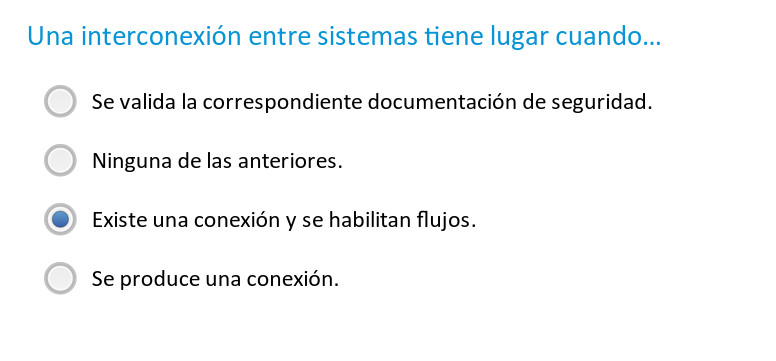 Una interconexión entre sistemas tiene lugar cuando...
Se valida la correspondiente documentación de seguridad.
Ninguna de las anteriores.
Existe una conexión y se habilitan flujos.
Se produce una conexión.